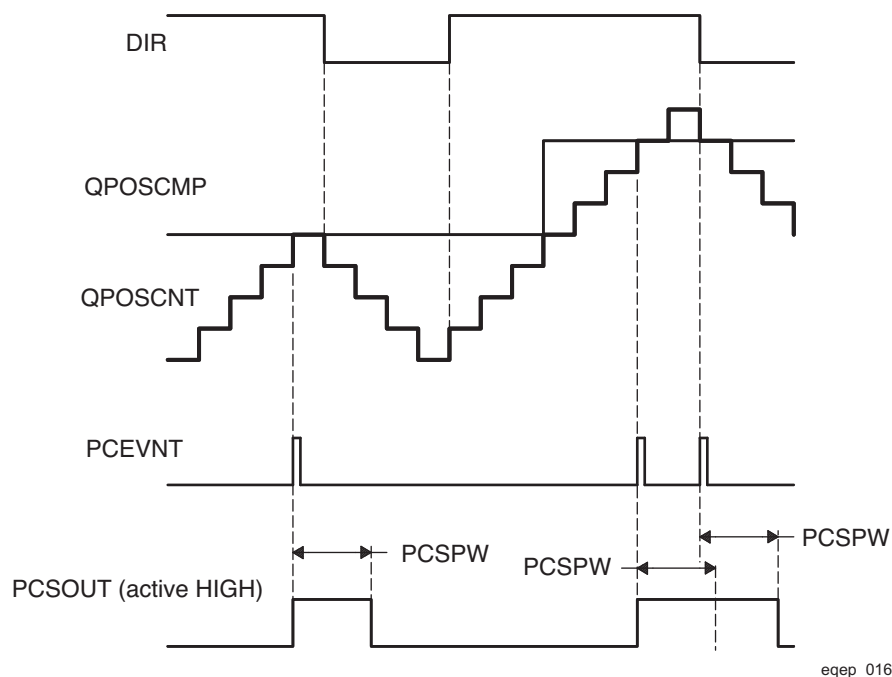 DIR
QPOSCMP
QPOSCNT
PCEVNT
PCSPW
PCSPW
PCSPW
PCSOUT (active HIGH)
eqep_016